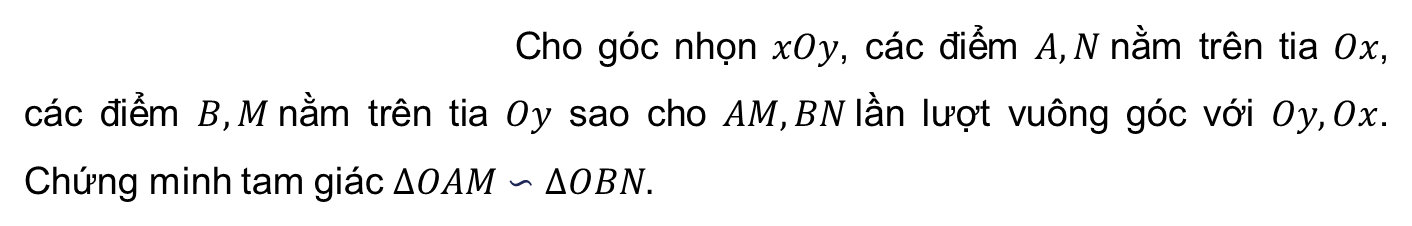 Cho góc nhọn xOy, các điểm A, N nằm trên tia Ox,
các điểm B, M nằm trên tia Oy sao cho AM, BN lần lượt vuông góc với Oy, Ox.
Chứng minh tam giác ΔOAM ∽ ΔOBN.